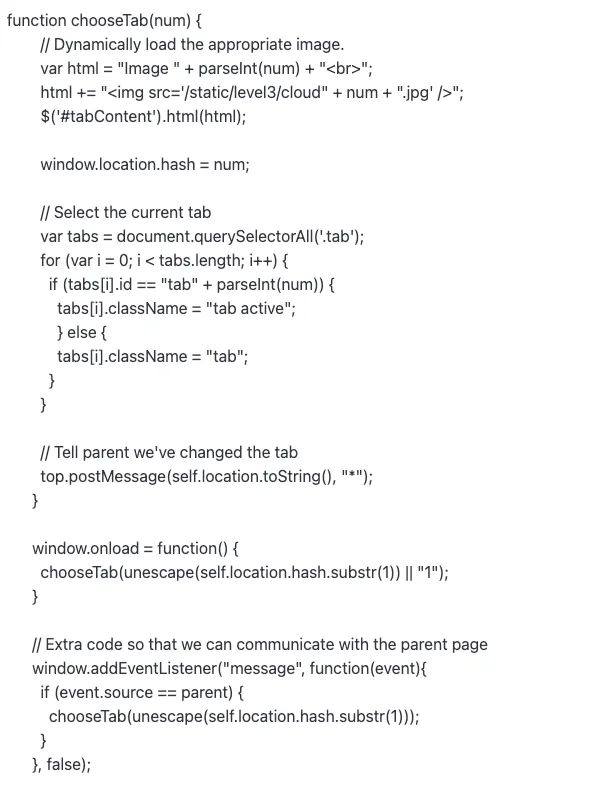 function chooseTab(num) {
// Dynamically load the appropriate image.
var html = "Image " + parseInt(num) + "<br>";
html += "<img src='/static/level3/cloud" + num + ".jpg' />";
$('#tabContent').html(html);
window.location.hash = num;
// Select the current tab
var tabs = document.querySelectorAll('.tab');
for (var i = 0; i < tabs.length; i++) {
if (tabs[i].id == "tab" + parseInt(num)) {
tabs[i].className = "tab active";
} else {
tabs[i].className = "tab";
}
}
// Tell parent we've changed the tab
top.postMessage(self.location.toString(), "*");
}
window.onload = function() {
chooseTab(unescape(self.location.hash.substr(1)) || "1");
}
// Extra code so that we can communicate with the parent page
window.addEventListener("message", function(event){
if (event.source == parent) {
chooseTab(unescape(self.location.hash.substr(1)));
}
}, false);